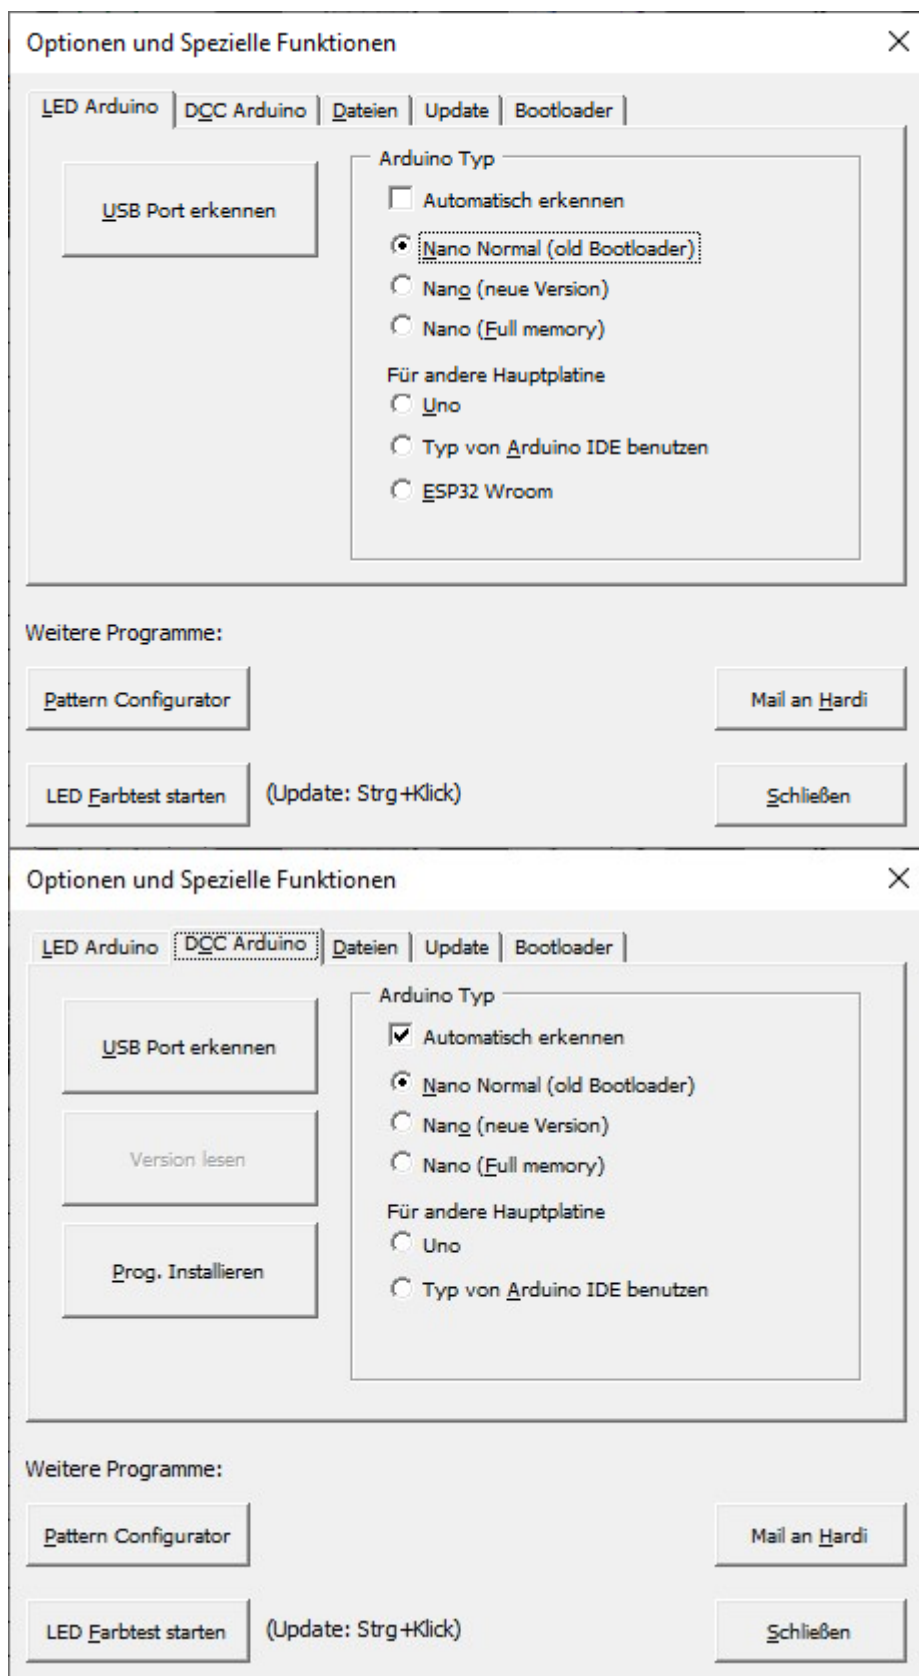 Optionen und Spezielle Funktionen
LED Arduino DCC Arduino Dateien Update Bootloader
Arduino Typ
USB Port erkennen
Automatisch erkennen
Nano Normal (old Bootloader)
Nano (neue Version)
Nano (Full memory)
Für andere Hauptplatine
Uno
Typ von Arduino IDE benutzen
ESP32 Wroom
Weitere Programme:
Pattern Configurator
Mail an Hardi
LED Farbtest starten (Update: Strg+Klick)
Schließen
Optionen und Spezielle Funktionen
LED Arduino DCC Arduino Dateien Update Bootloader
USB Port erkennen
Version lesen
Prog. Installieren
Arduino Typ
Automatisch erkennen
Nano Normal (old Bootloader)
Nano (neue Version)
Nano (Full memory)
Für andere Hauptplatine
Uno
Typ von Arduino IDE benutzen
Weitere Programme:
Pattern Configurator
Mail an Hardi
LED Farbtest starten (Update: Strg+Klick)
Schließen